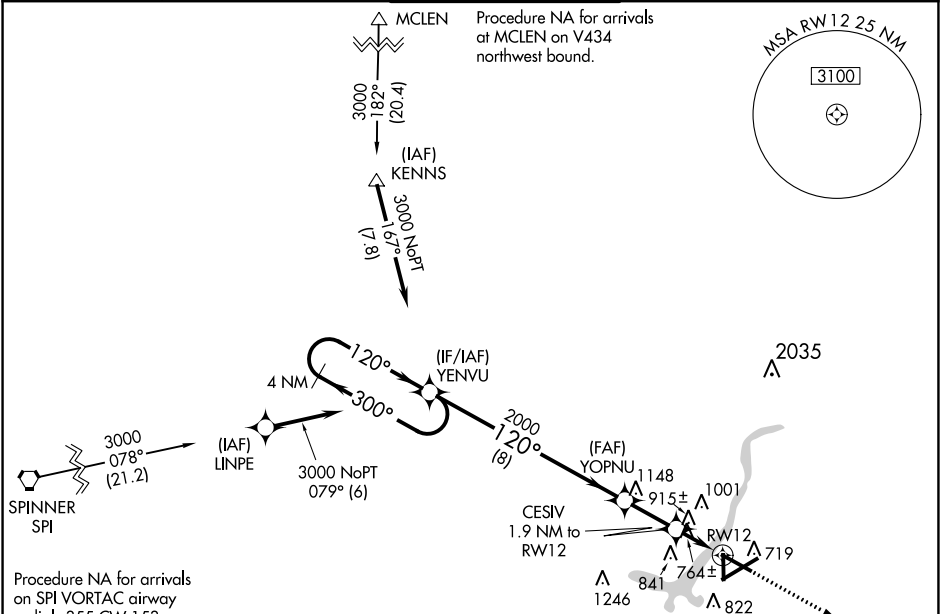 MCLEN
Procedure NA for arrivals
at MCLEN on V434
northwest bound.
MSA RW12 25 NM
3100
3000
182°
(20.4)
(IAF)
KENNS
3000 NoPT
167°
(7.8)
120°
4 NM
300°
(IF/IAF)
YENVU
2035
2000
120°
(8)
(IAF)
LINPE
3000 NoPT
079° (6)
3000
078°
(21.2)
SPINNER
SPI
(FAF)
YOPNU
1148
915±
1001
CESIV
1.9 NM to
RW12
RW12
719
841
764±
1246
822
Procedure NA for arrivals
on SPI VORTAC airway